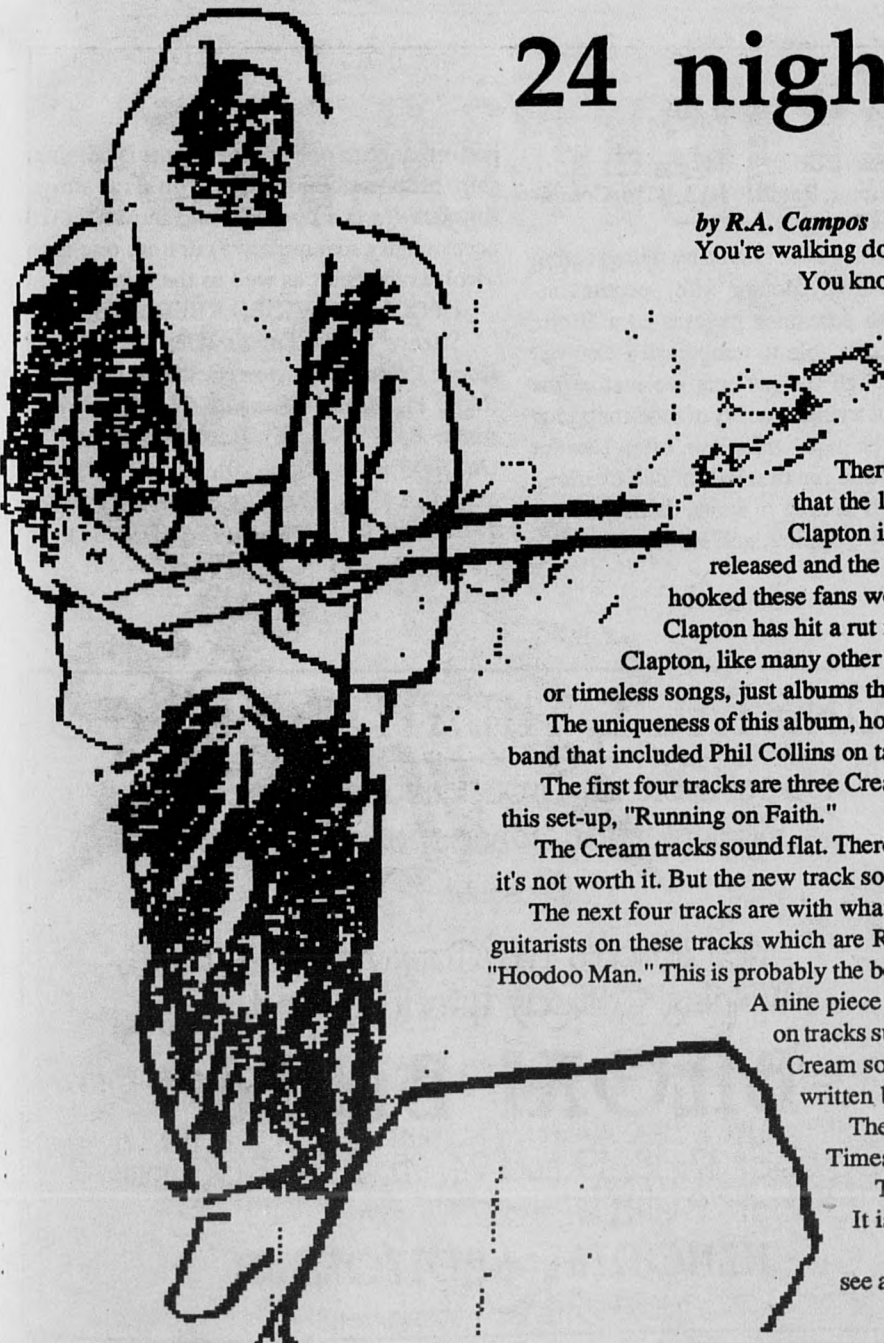 24 nigh
by R.A. Campos
You're walking do
You kno
Ther
that the l
Clapton i
released and the
hooked these fans w
Clapton has hit a rut
Clapton, like many other
or timeless songs, just albums th
The uniqueness of this album, ho
band that included Phil Collins on t
The first four tracks are three Crea
this set-up, "Running on Faith."
The Cream tracks sound flat. There
it's not worth it. But the new track so
The next four tracks are with wha
guitarists on these tracks which are R
"Hoodoo Man." This is probably the b
A nine piece
on tracks s
Cream so
written b
The
Times
T
It i
see a